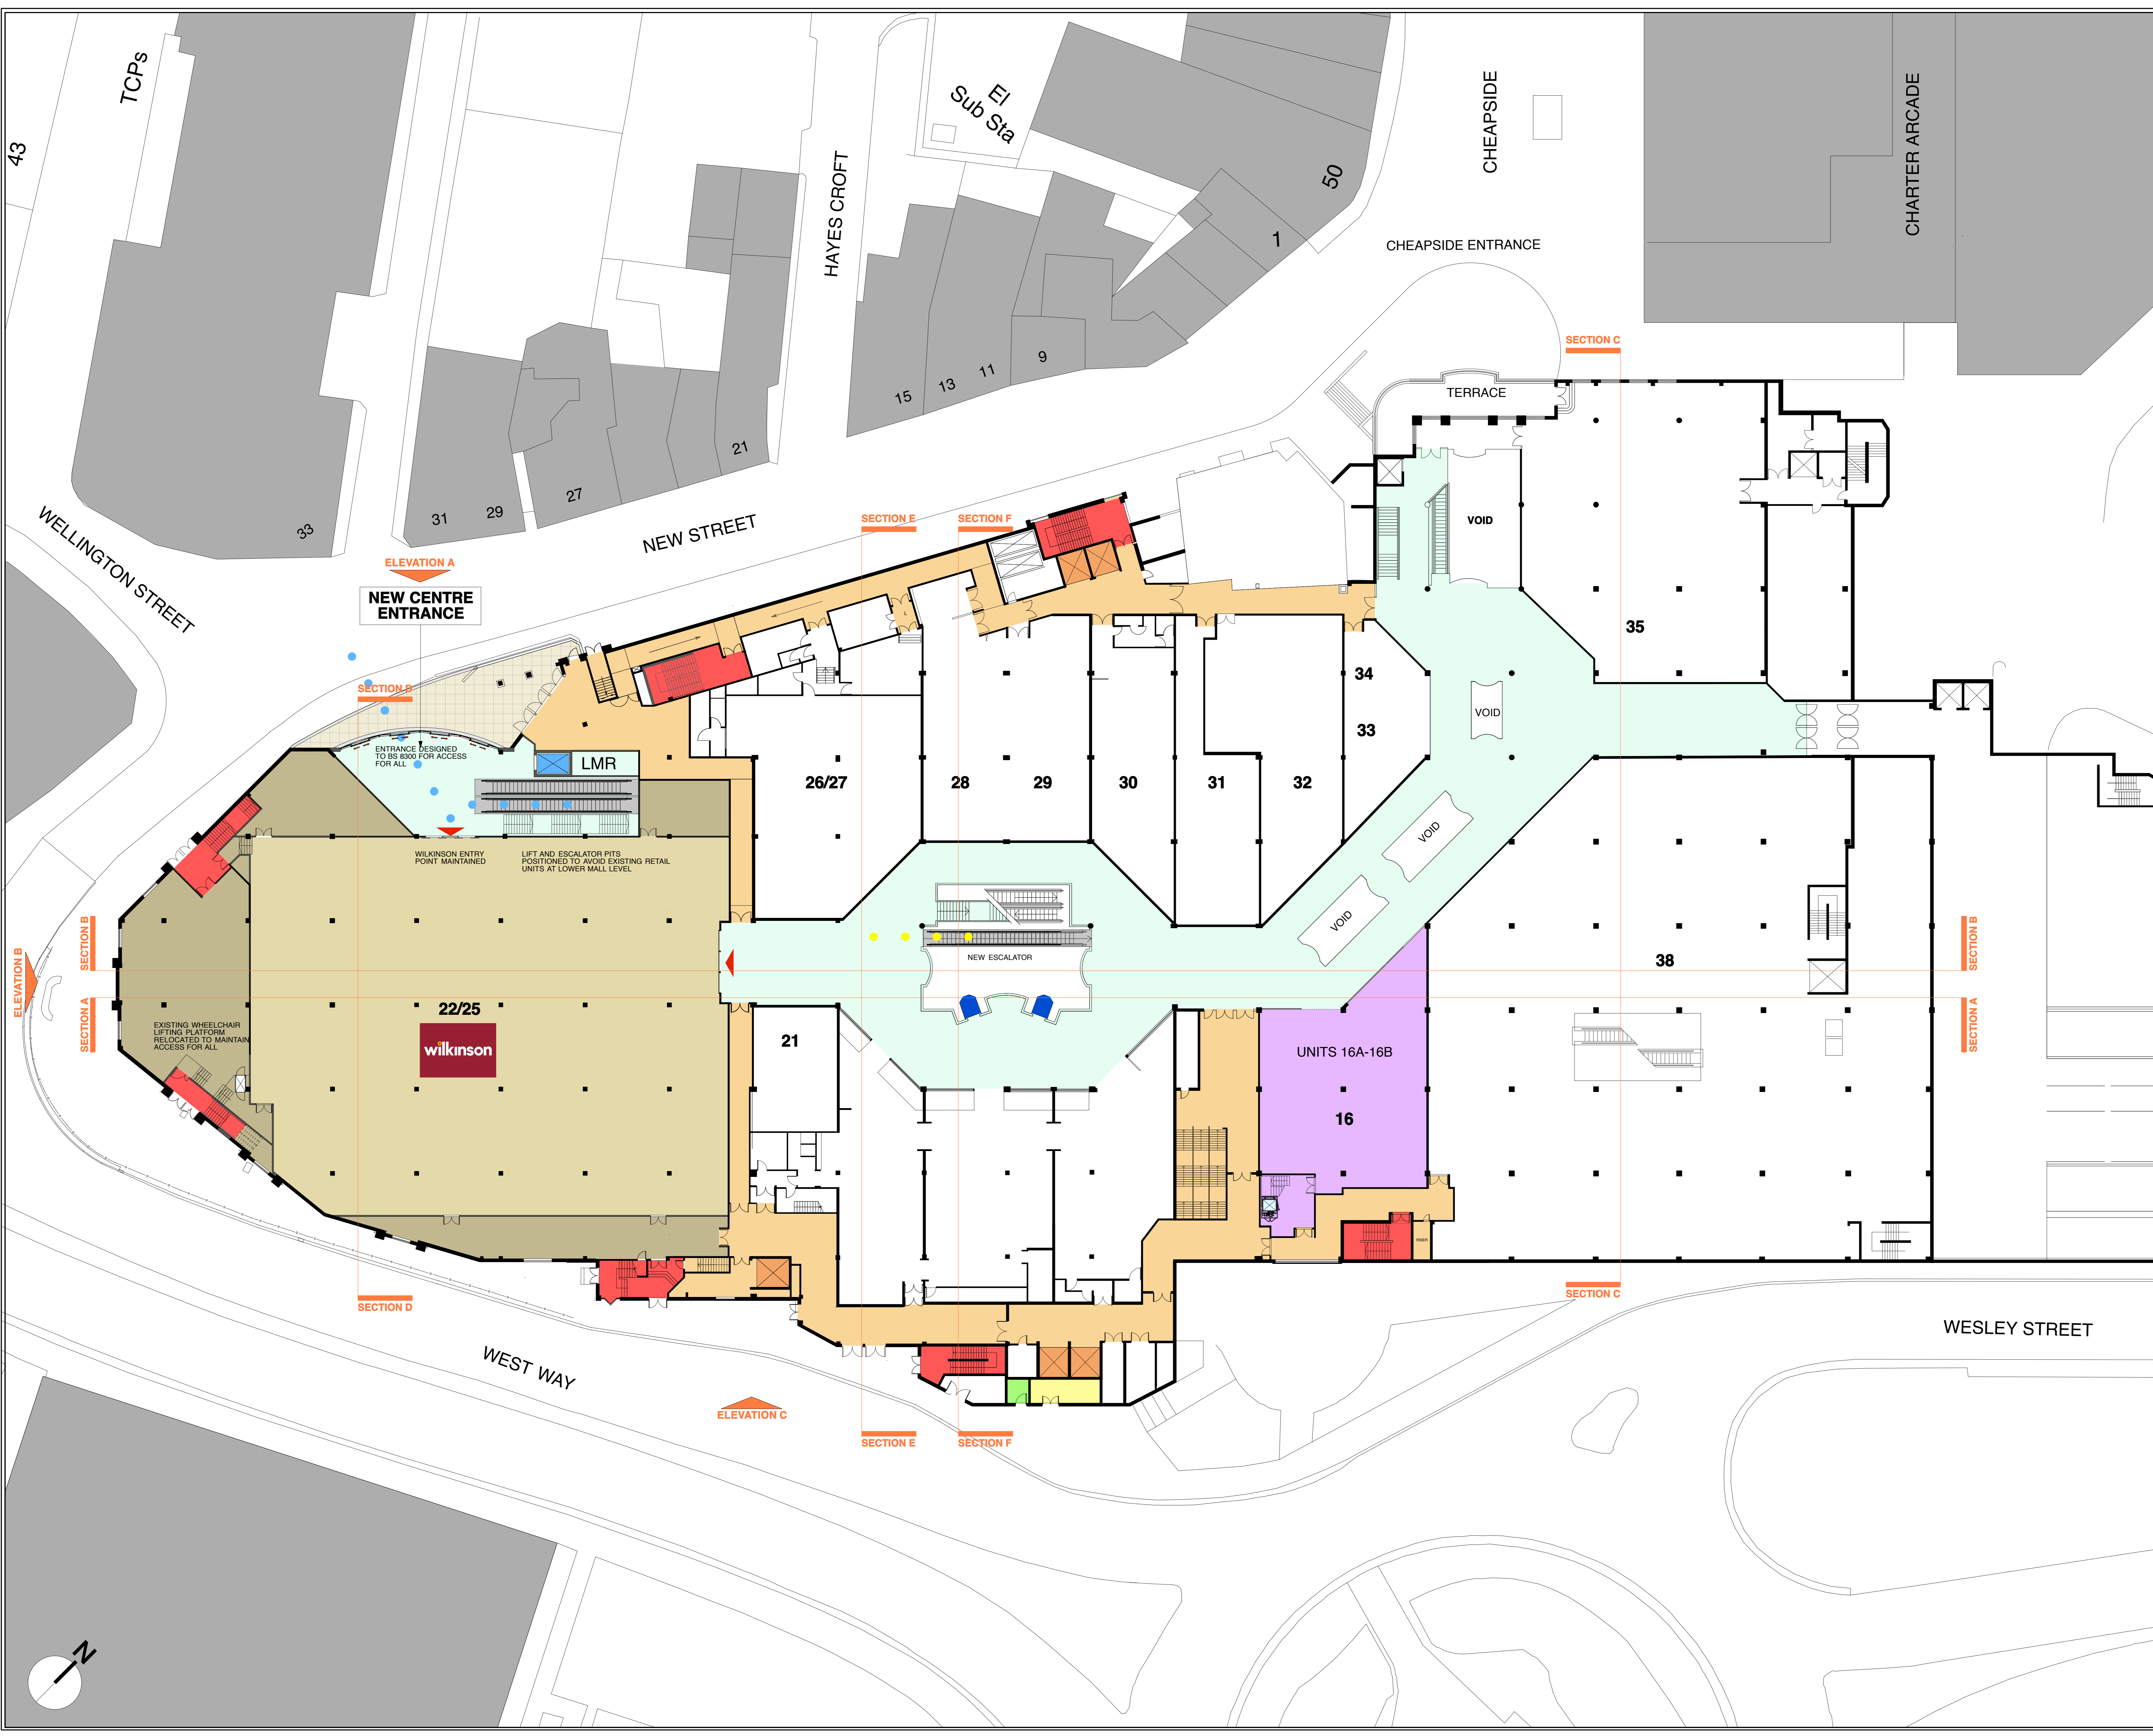 TCPs
43
El
Sub Sta
HAYES CROFT
50
1
CHEAPSIDE
CHARTER ARCADE
CHEAPSIDE ENTRANCE
SECTION C
TERRACE
15
13
11
9
21
27
29
31
33
WELLINGTON STREET
NEW STREET
SECTION E
SECTION F
VOID
ELEVATION A
NEW CENTRE
ENTRANCE
SECTION D
35
34
33
VOID
ENTRANCE DESIGNED
TO BS 8300 FOR ACCESS
FOR ALL
LMR
26/27
28
29
30
31
32
VOID
VOID
WILKINSON ENTRY
POINT MAINTAINED
LIFT AND ESCALATOR PITS
POSITIONED TO AVOID EXISTING RETAIL
UNITS AT LOWER MALL LEVEL
SECTION B
SECTION B
ELEVATION B
NEW ESCALATOR
38
SECTION A
SECTION A
22/25
wilkinson
EXISTING WHEELCHAIR
LIFTING PLATFORM
RELOCATED TO MAINTAIN
ACCESS FOR ALL
21
UNITS 16A-16B
16
RISER
SECTION D
SECTION C
WESLEY STREET
WEST WAY
ELEVATION C
SECTION E
SECTION F
N